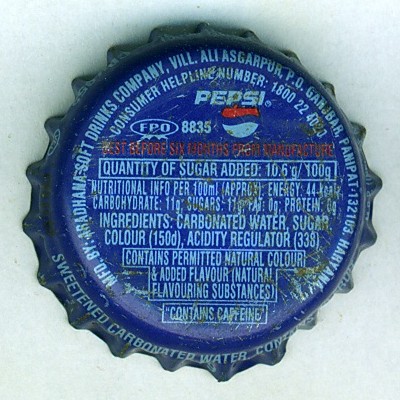 MFD. BY: ARADHANA SOFT DRINKS COMPANY, VILL. ALI ASGARPUR, P.O. GANJBAR, PANIPAT-132103, HARYANA
CONSUMER HELPLINE NUMBER: 1800 22 4020
PEPSI
FPO 8835
BEST BEFORE SIX MONTHS FROM MANUFACTURE
QUANTITY OF SUGAR ADDED: 10.6g/100g
NUTRITIONAL INFO PER 100ml (APPROX): ENERGY: 44 kcal,
CARBOHYDRATE: 11g, SUGARS: 11g, FAT: 0g; PROTEIN: 0g
INGREDIENTS: CARBONATED WATER, SUGAR,
COLOUR (150d), ACIDITY REGULATOR (338)
CONTAINS PERMITTED NATURAL COLOUR
& ADDED FLAVOUR (NATURAL
FLAVOURING SUBSTANCES)
"CONTAINS CAFFEINE"
SWEETENED CARBONATED WATER,